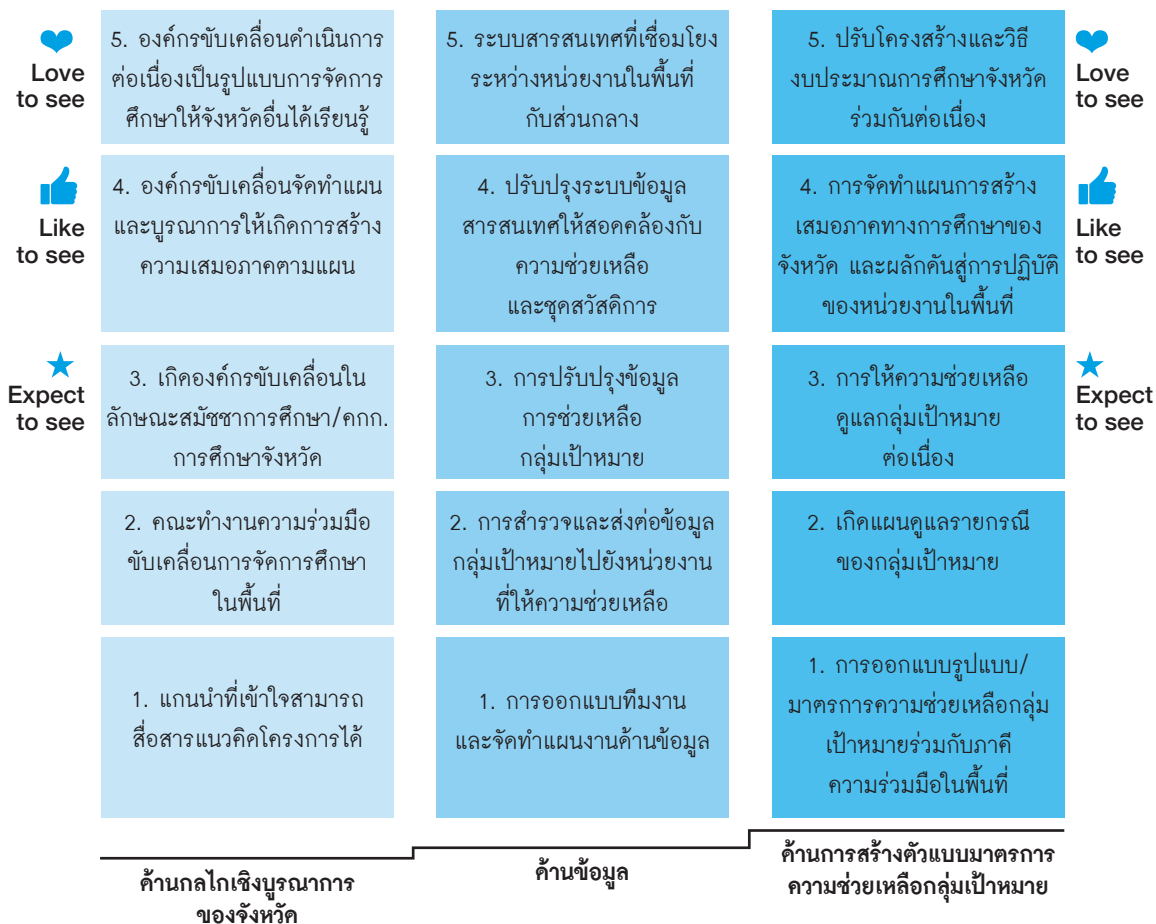 Love
to see
5. องค์กรขับเคลื่อนดำเนินการ
ต่อเนื่องเป็นรูปแบบการจัดการ
ศึกษาให้จังหวัดอื่นได้เรียนรู้
5. ระบบสารสนเทศที่เชื่อมโยง
ระหว่างหน่วยงานในพื้นที่
กับส่วนกลาง
5. ปรับโครงสร้างและวิธี
งบประมาณการศึกษาจังหวัด
ร่วมกันต่อเนื่อง
Love
to see
Like
to see
4. องค์กรขับเคลื่อนจัดทำแผน
และบูรณาการให้เกิดการสร้าง
ความเสมอภาคตามแผน
4. ปรับปรุงระบบข้อมูล
สารสนเทศให้สอดคล้องกับ
ความช่วยเหลือ
และชุดสวัสดิการ
4. การจัดทำแผนการสร้าง
เสมอภาคทางการศึกษาของ
จังหวัด และผลักดันสู่การปฏิบัติ
ของหน่วยงานในพื้นที่
Like
to see
Expect
to see
3. เกิดองค์กรขับเคลื่อนใน
ลักษณะสมัชชาการศึกษา/คกก.
การศึกษาจังหวัด
3. การปรับปรุงข้อมูล
การช่วยเหลือ
กลุ่มเป้าหมาย
3. การให้ความช่วยเหลือ
ดูแลกลุ่มเป้าหมาย
ต่อเนื่อง
Expect
to see
2. คณะทำงานความร่วมมือ
ขับเคลื่อนการจัดการศึกษา
ในพื้นที่
2. การสำรวจและส่งต่อข้อมูล
กลุ่มเป้าหมายไปยังหน่วยงาน
ที่ให้ความช่วยเหลือ
2. เกิดแผนดูแลรายกรณี
ของกลุ่มเป้าหมาย
1. แกนนำที่เข้าใจสามารถ
สื่อสารแนวคิดโครงการได้
1. การออกแบบทีมงาน
และจัดทำแผนงานด้านข้อมูล
1. การออกแบบรูปแบบ/
มาตรการความช่วยเหลือกลุ่ม
เป้าหมายร่วมกับภาคี
ความร่วมมือในพื้นที่
ด้านกลไกเชิงบูรณาการ
ของจังหวัด
ด้านข้อมูล
ด้านการสร้างตัวแบบมาตรการ
ความช่วยเหลือกลุ่มเป้าหมาย